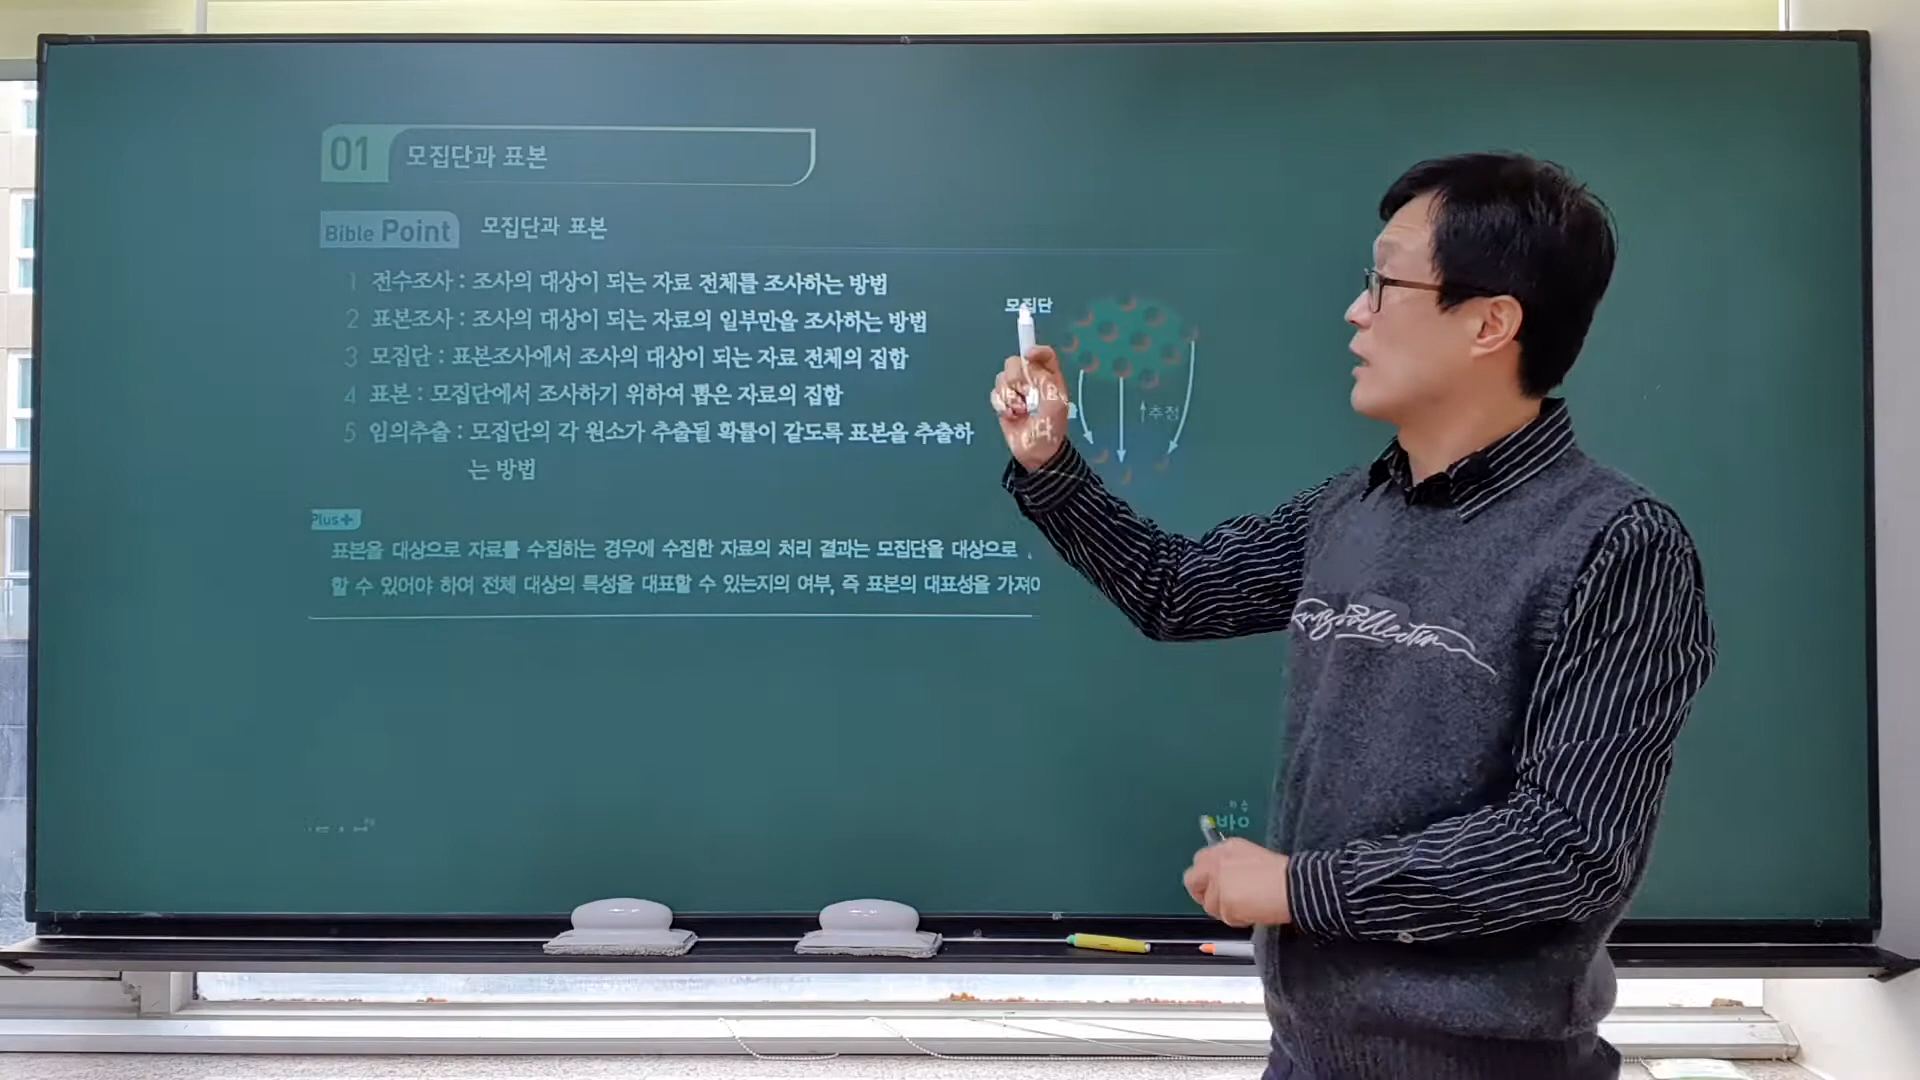 01 모집단과 표본
Bible Point 모집단과 표본
1 전수조사 : 조사의 대상이 되는 자료 전체를 조사하는 방법
2 표본조사 : 조사의 대상이 되는 자료의 일부만을 조사하는 방법
3 모집단 : 표본조사에서 조사의 대상이 되는 자료 전체의 집합
4 표본 : 모집단에서 조사하기 위하여 뽑은 자료의 집합
5 임의추출 : 모집단의 각 원소가 추출될 확률이 같도록 표본을 추출하
는 방법
모집단
↑추정
Plus+
표본을 대상으로 자료를 수집하는 경우에 수집한 자료의 처리 결과는 모집단을 대상으로
할 수 있어야 하여 전체 대상의 특성을 대표할 수 있는지의 여부, 즉 표본의 대표성을 가져야